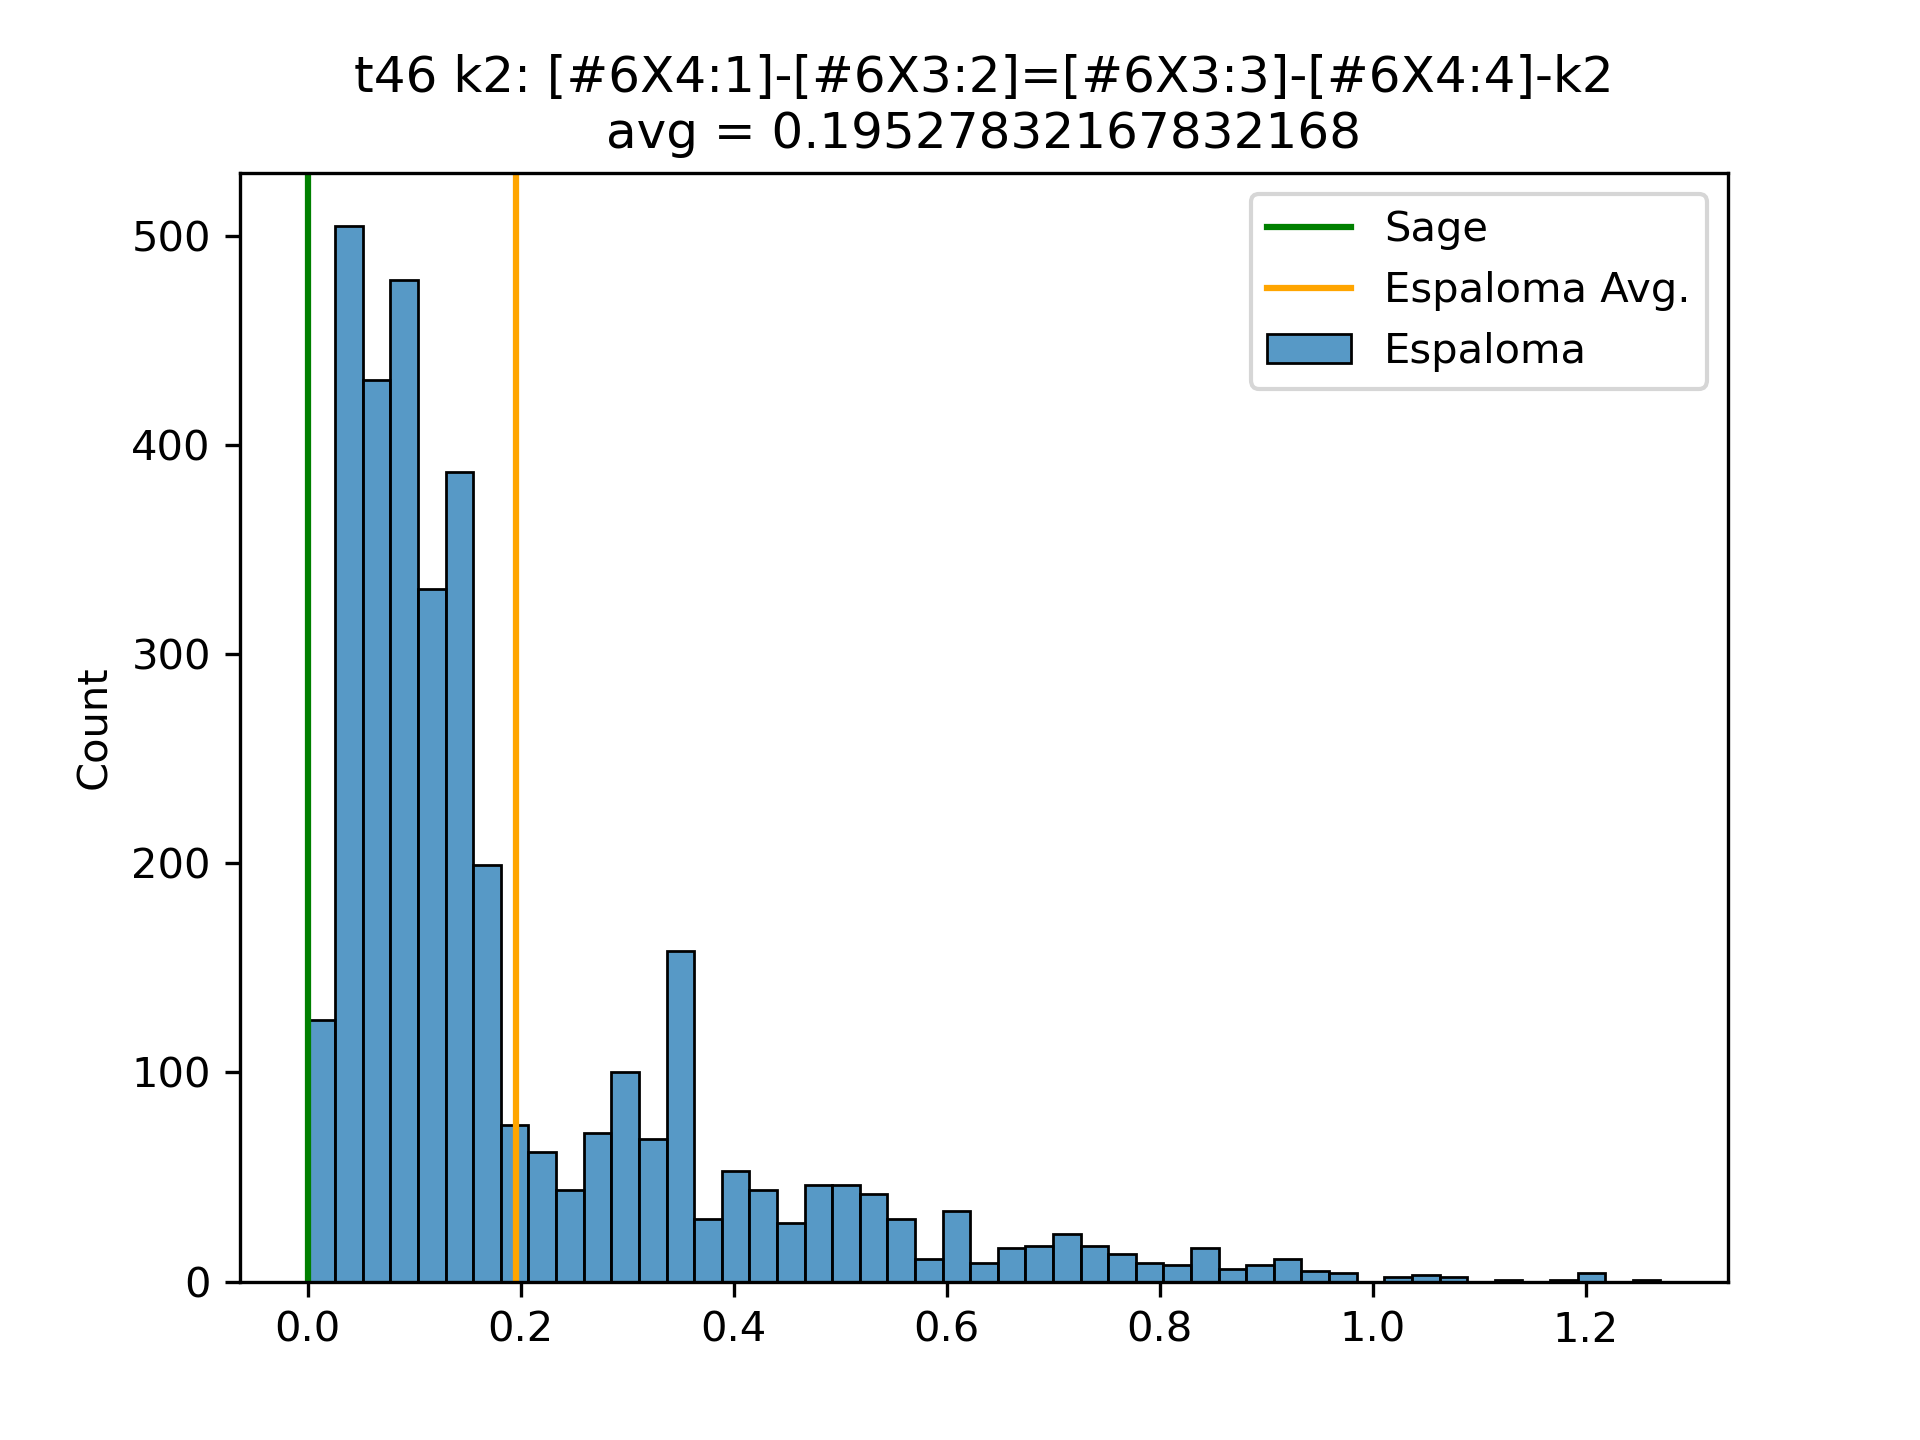 t46 k2: [#6X4:1]-[#6X3:2]=[#6X3:3]-[#6X4:4]-k2
avg = 0.19527832167832168
Sage
Espaloma Avg.
Espaloma
500
400
300
200
100
0
Count
0.0 0.2 0.4 0.6 0.8 1.0 1.2